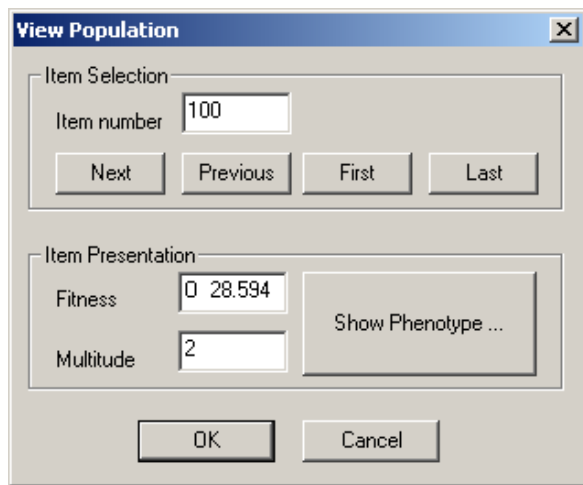 View Population
Item Selection
Item number 100
Next Previous First Last
Item Presentation
Fitness 0 28.594
Show Phenotype ...
Multitude 2
OK Cancel